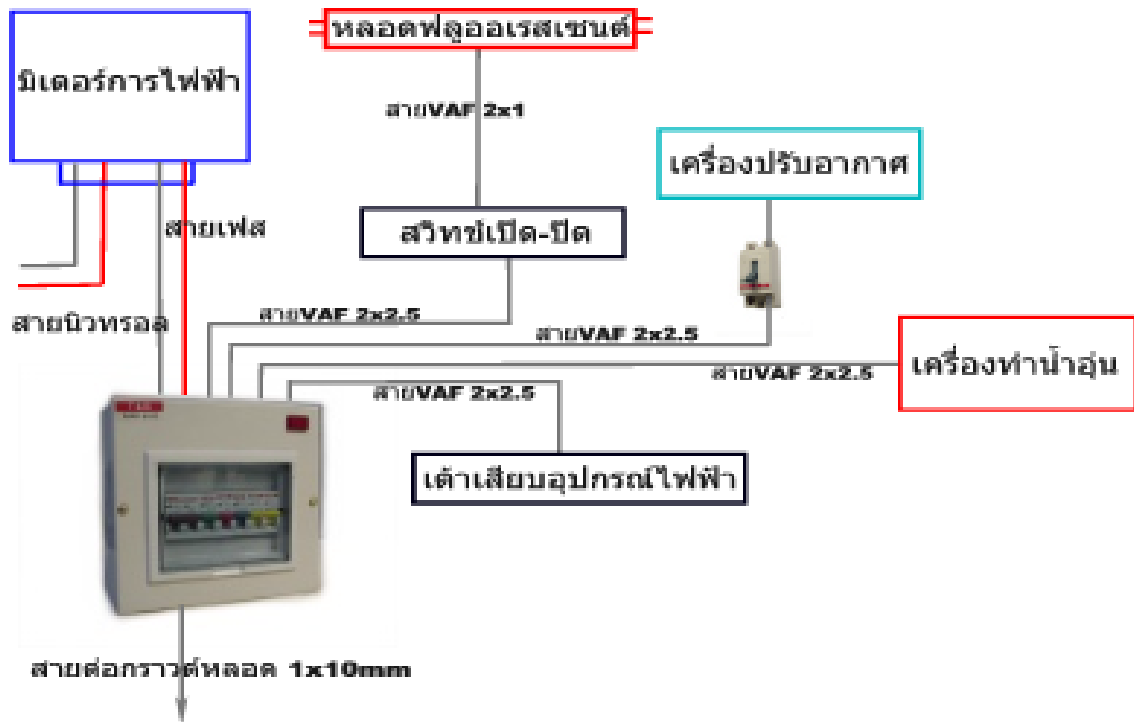 หลอดฟลูออเรสเซนต์
มิเตอร์การไฟฟ้า
สายVAF 2x1
เครื่องปรับอากาศ
สายเฟส
สวิทช์เปิด-ปิด
สายนิวทรอล
สายVAF 2x2.5
สายVAF 2x2.5
เครื่องทำน้ำอุ่น
สายVAF 2x2.5
สายVAF 2x2.5
เต้าเสียบอุปกรณ์ไฟฟ้า
สายต่อกราวด์หลอด 1x10mm